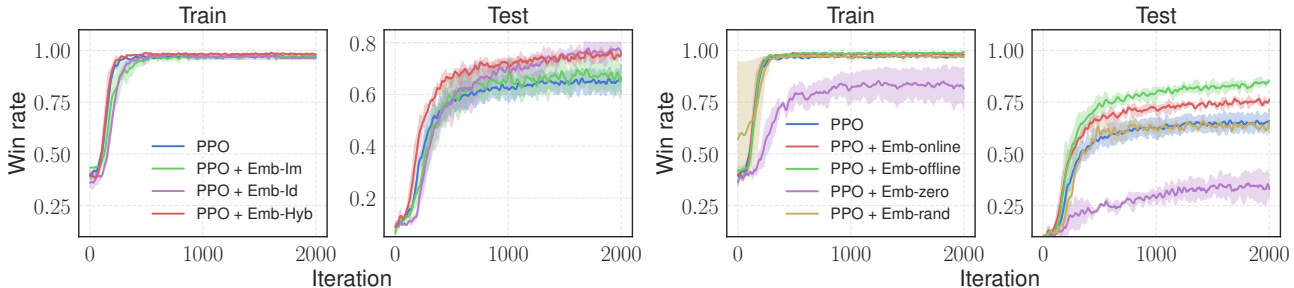 Train
Test
Train
Test
Win rate
1.00
0.75
0.50
0.25
PPO
PPO + Emb-Im
PPO + Emb-Id
PPO + Emb-Hyb
0
1000
2000
0.8
0.6
0.4
0.2
0
1000
2000
Iteration
Win rate
1.00
0.75
0.50
0.25
PPO
PPO + Emb-online
PPO + Emb-offline
PPO + Emb-zero
PPO + Emb-rand
0
1000
2000
Win rate
1.00
0.75
0.50
0.25
0
1000
2000
Iteration